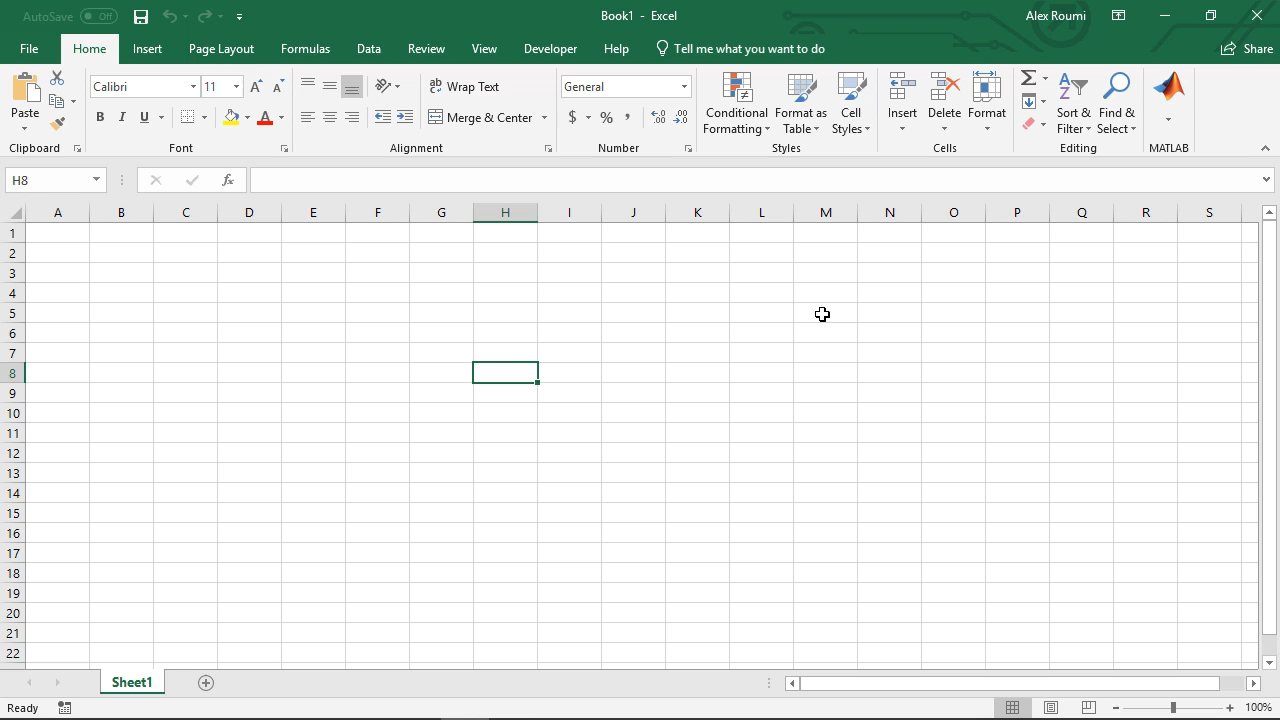 AutoSave Off Book1 - Excel Alex Roumi
File Home Insert Page Layout Formulas Data Review View Developer Help Tell me what you want to do Share
Paste
Clipboard
Calibri 11
B I U A
Font
Wrap Text
Merge & Center
Alignment
General
$ % ,
Number
Conditional Formatting
Format as Table
Cell Styles
Styles
Insert Delete Format
Cells
Sort & Filter
Find & Select
Editing
MATLAB
H8 fx
A B C D E F G H I J K L M N O P Q R S
1
2
3
4
5
6
7
8
9
10
11
12
13
14
15
16
17
18
19
20
21
22
Sheet1
Ready 100%